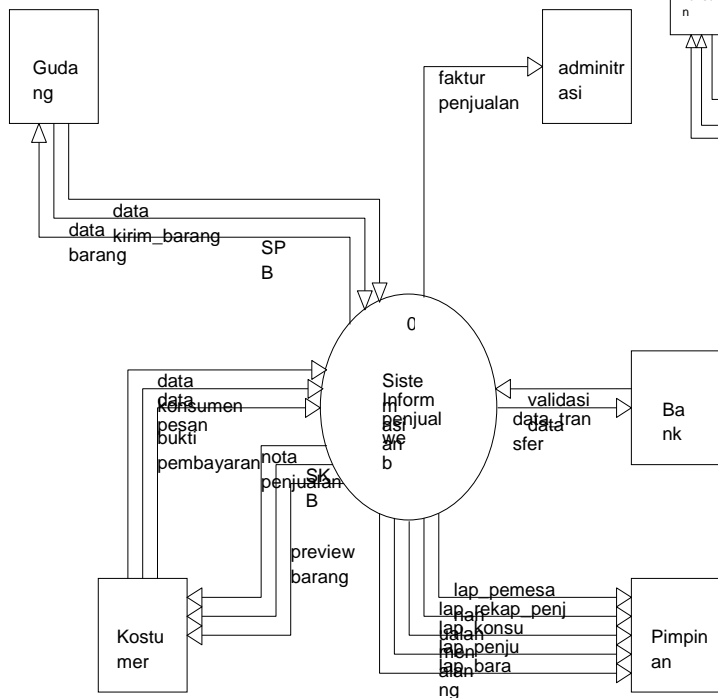 n
Guda
ng
adminitr
asi
faktur
penjualan
data
kirim_barang
data
barang
SP
B
0
Siste
m
Inform
asi
penjual
an
we
b
data
konsumen
data
pesan
bukti
pembayaran
nota
penjualan
SK
B
preview
barang
validasi
data
data_tran
sfer
Ba
nk
Kostu
mer
lap_pemesa
nan
lap_rekap_penj
ualan
lap_konsu
men
lap_penju
alan
lap_bara
ng
Pimpin
an